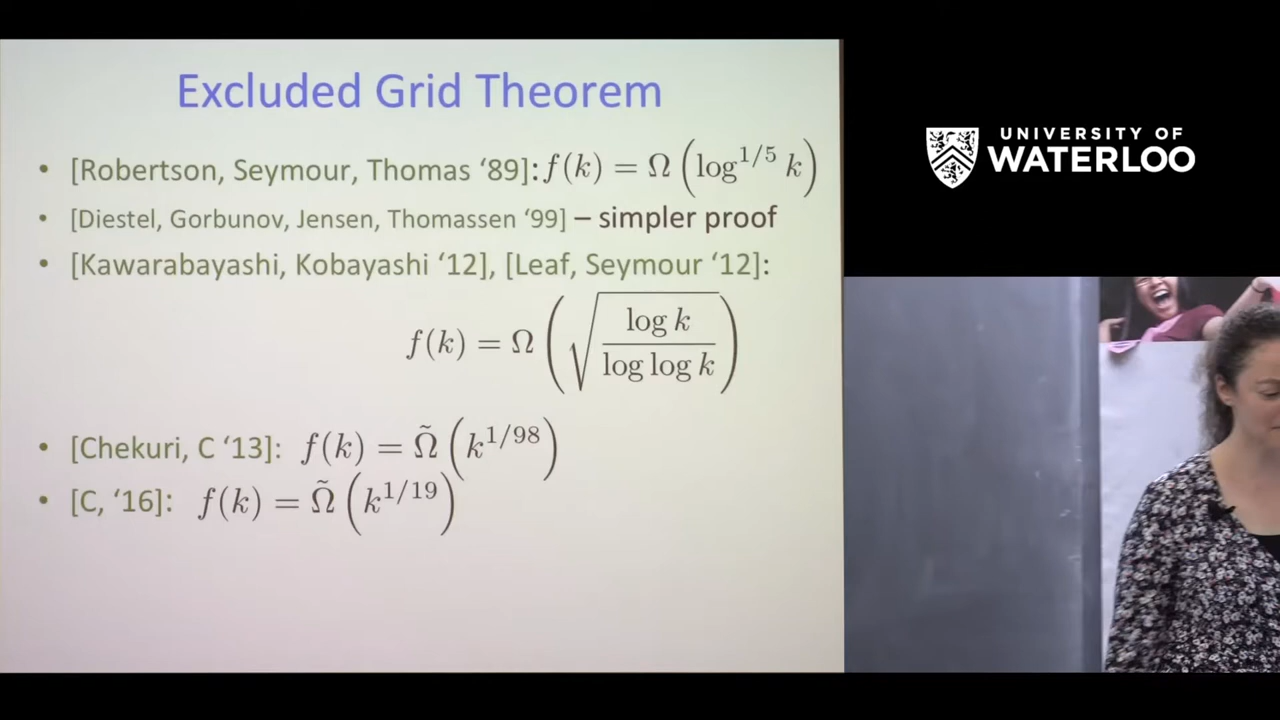 Excluded Grid Theorem
• [Robertson, Seymour, Thomas ‘89]: f(k) = Ω (log^{1/5} k)
• [Diestel, Gorbunov, Jensen, Thomassen ‘99] – simpler proof
• [Kawarabayashi, Kobayashi ‘12], [Leaf, Seymour ‘12]:
f(k) = Ω (√(log k / log log k))
• [Chekuri, C ‘13]: f(k) = Ω̃ (k^{1/98})
• [C, ‘16]: f(k) = Ω̃ (k^{1/19})
UNIVERSITY OF
WATERLOO